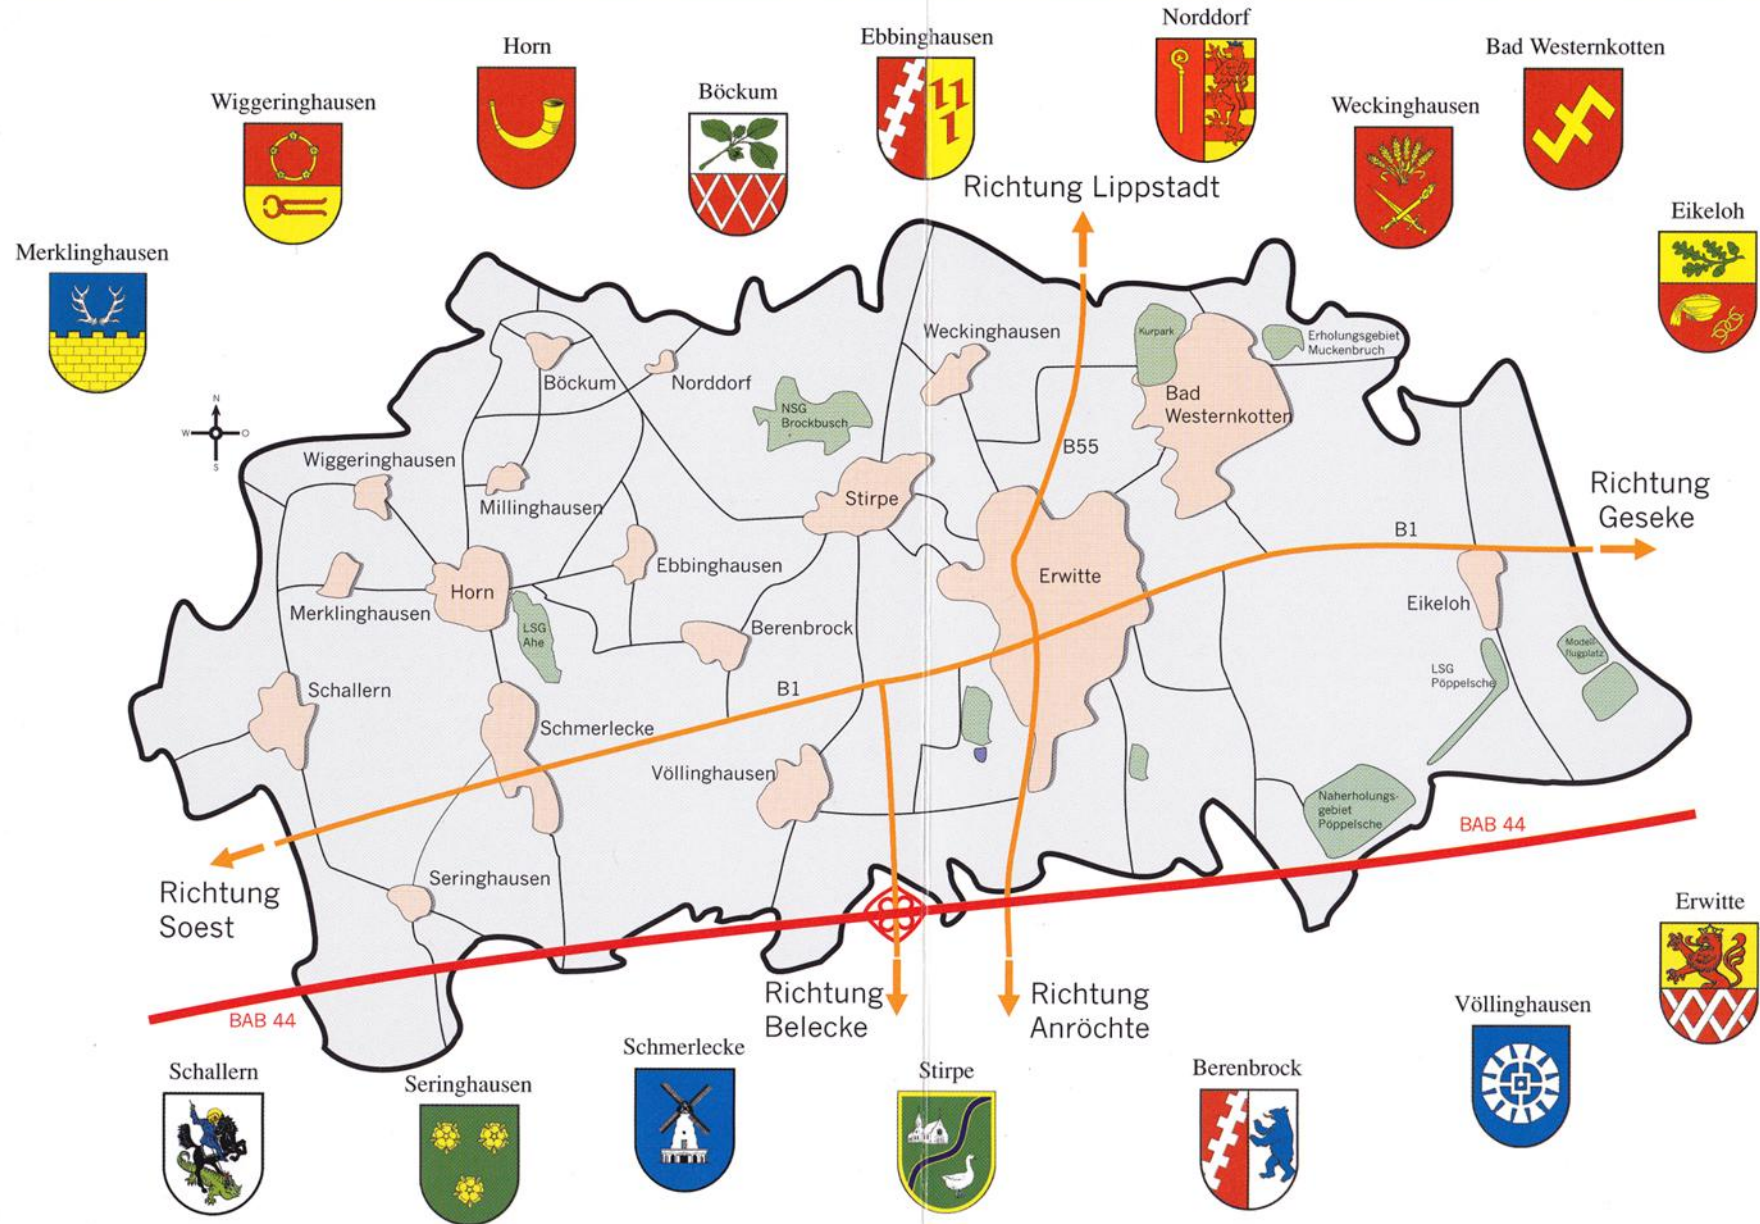 Norddorf
Ebbinghausen
Horn
Bad Westernkotten
Böckum
Wiggeringhausen
Weckinghausen
Richtung Lippstadt
Eikeloh
Merklinghausen
Weckinghausen
Kurpark
Erholungsgebiet
Muckenbruch
Böckum
Norddorf
Bad
Westernkotten
NSG
Brockbusch
N
W
O
S
B55
Wiggeringhausen
Millinghausen
Stirpe
Richtung
Geseke
B1
Ebbinghausen
Erwitte
Horn
Merklinghausen
Eikeloh
LSG
Ahe
Berenbrock
Modell-
flugplatz
LSG
Pöppelsche
Schallern
B1
Schmerlecke
Völlinghausen
Naherholungs-
gebiet
Pöppelsche
BAB 44
Seringhausen
Richtung
Soest
Erwitte
Richtung
Belecke
Richtung
Anröchte
BAB 44
Völlinghausen
Schmerlecke
Schallern
Seringhausen
Stirpe
Berenbrock